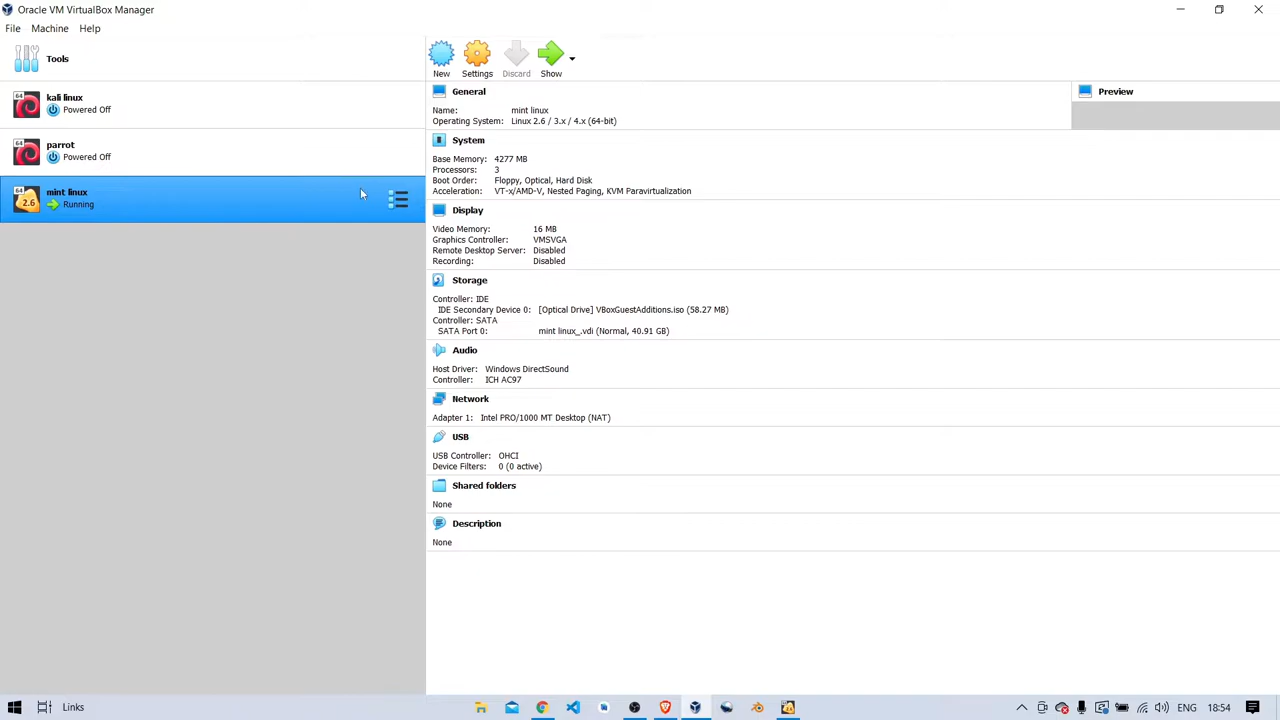 Oracle VM VirtualBox Manager
File Machine Help
Tools
New Settings Discard Show
64 kali linux
Powered Off
64 parrot
Powered Off
64 mint linux
2.6 Running
General
Name: mint linux
Operating System: Linux 2.6 / 3.x / 4.x (64-bit)
Preview
System
Base Memory: 4277 MB
Processors: 3
Boot Order: Floppy, Optical, Hard Disk
Acceleration: VT-x/AMD-V, Nested Paging, KVM Paravirtualization
Display
Video Memory: 16 MB
Graphics Controller: VMSVGA
Remote Desktop Server: Disabled
Recording: Disabled
Storage
Controller: IDE
IDE Secondary Device 0: [Optical Drive] VBoxGuestAdditions.iso (58.27 MB)
Controller: SATA
SATA Port 0: mint linux_.vdi (Normal, 40.91 GB)
Audio
Host Driver: Windows DirectSound
Controller: ICH AC97
Network
Adapter 1: Intel PRO/1000 MT Desktop (NAT)
USB
USB Controller: OHCI
Device Filters: 0 (0 active)
Shared folders
None
Description
None
Links
ENG 18:54